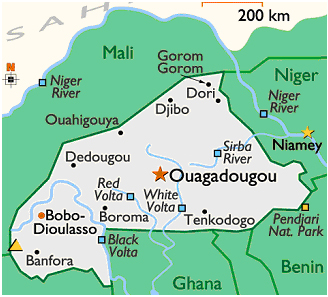 200 km
SAH
Mali
Gorom
Gorom
N
Niger
River
Dori
Niger
Djibo
Niger
River
Ouahigouya
Niamey
Sirba
River
Dedougou
Ouagadougou
Red
Volta
White
Volta
Bobo-
Dioulasso
Boroma
Tenkodogo
Pendjari
Nat. Park
Black
Volta
Banfora
Benin
Ghana